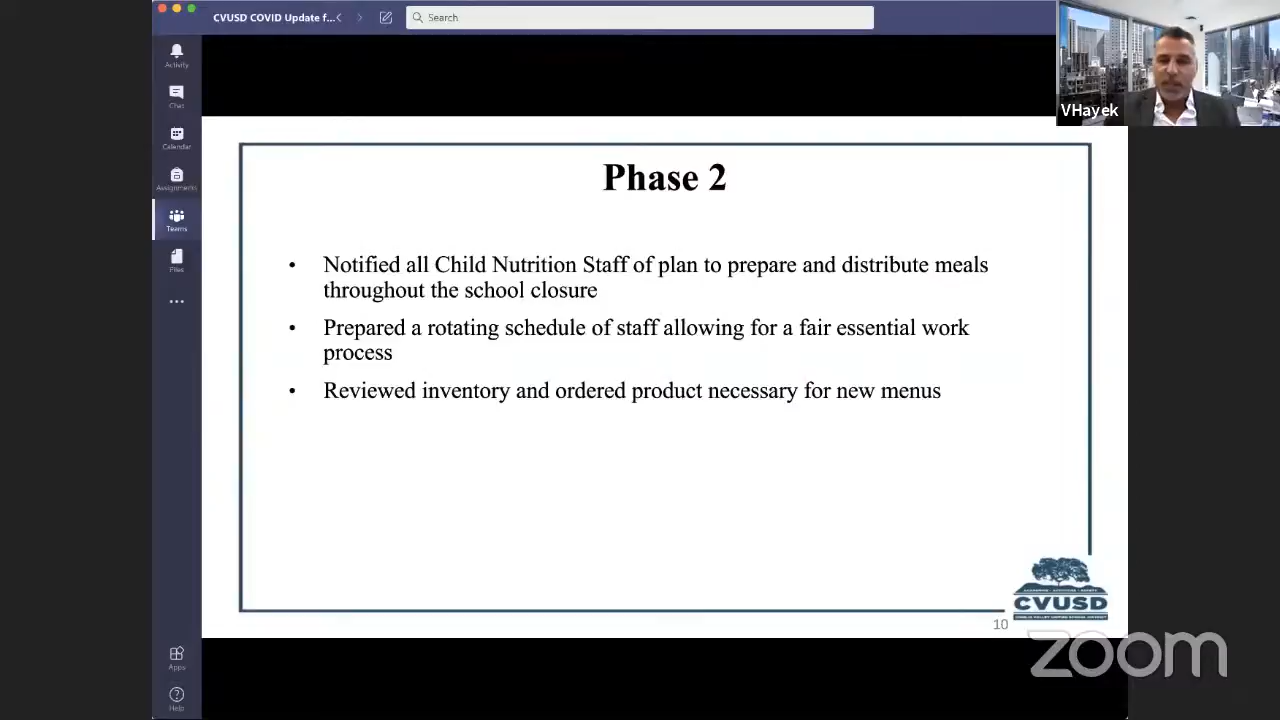 CVUSD COVID Update f...
Search
Activity
Chat
Calendar
Assignments
Teams
Files
Apps
Help
VHayek
Phase 2
• Notified all Child Nutrition Staff of plan to prepare and distribute meals
throughout the school closure
• Prepared a rotating schedule of staff allowing for a fair essential work
process
• Reviewed inventory and ordered product necessary for new menus
CVUSD
10
zoom